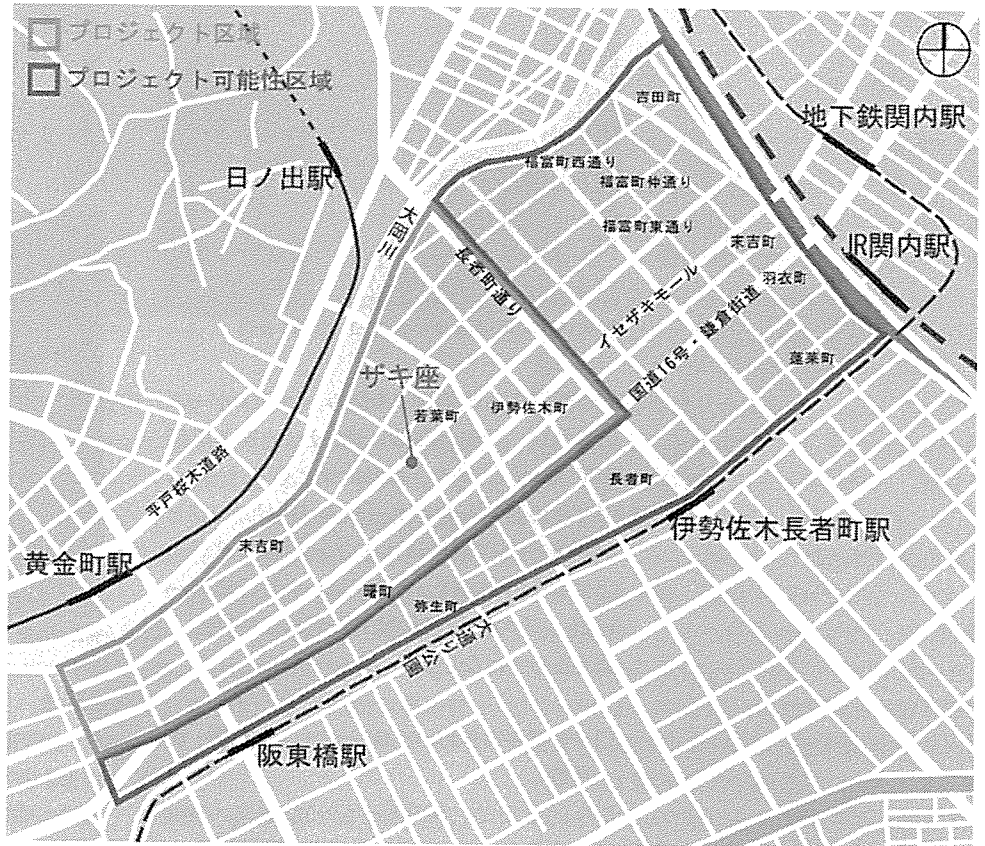 プロジェクト区域
プロジェクト可能性区域
吉田町
地下鉄関内駅
日ノ出駅
福富町西通り
福富町仲通り
大岡川
福富町東通り
末吉町
JR関内駅
長者町通り
羽衣町
イセザキモール
国道16号・鎌倉街道
蓬莱町
ザキ座
若葉町
伊勢佐木町
平戸桜木道路
長者町
伊勢佐木長者町駅
末吉町
黄金町駅
曙町
弥生町
大通り公園
阪東橋駅